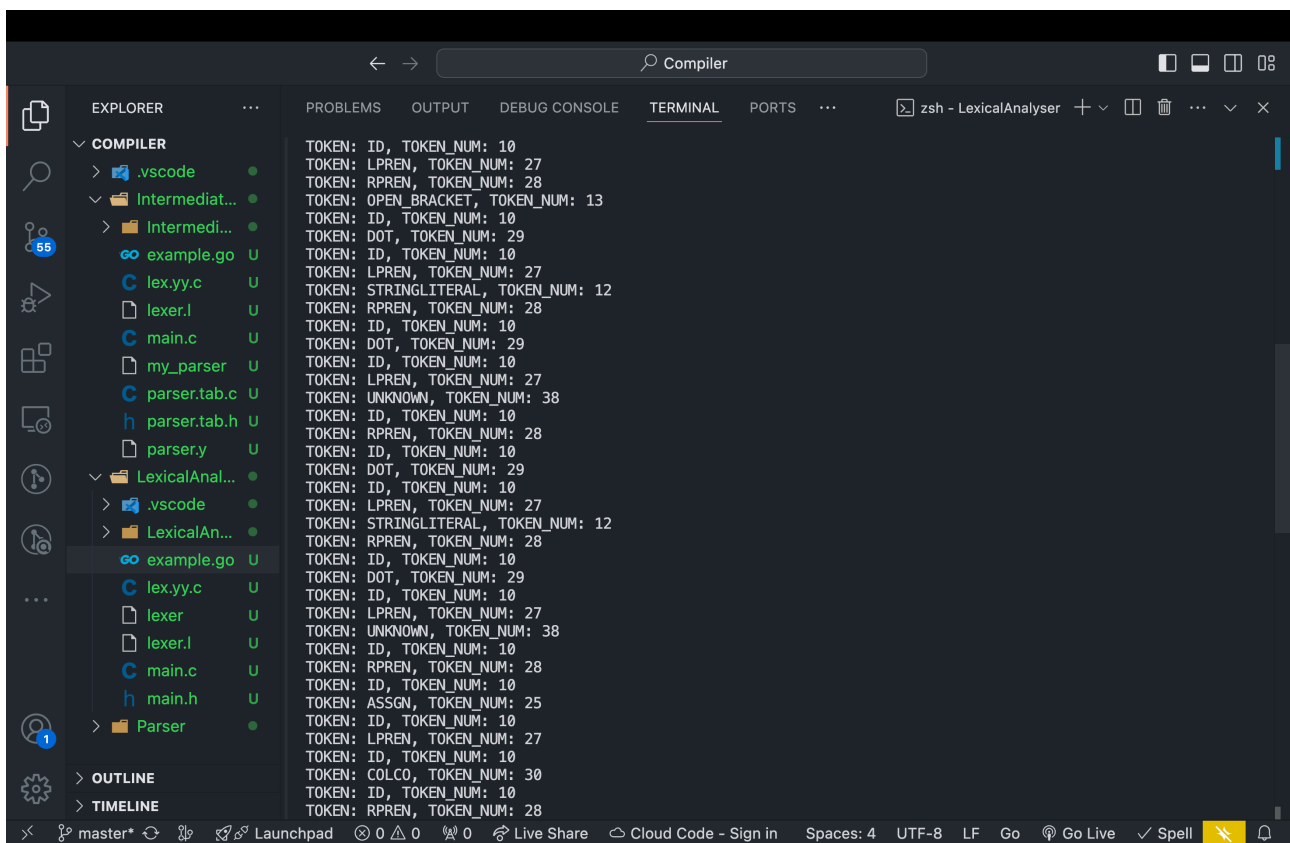 Compiler
EXPLORER
PROBLEMS OUTPUT DEBUG CONSOLE TERMINAL PORTS ··· zsh - LexicalAnalyser
COMPILER
.vscode
Intermediat...
Intermedi...
example.go U
lex.yy.c U
lexer.l U
main.c U
my_parser U
parser.tab.c U
parser.tab.h U
parser.y U
LexicalAnal...
.vscode
LexicalAn...
example.go U
lex.yy.c U
lexer U
lexer.l U
main.c U
main.h U
Parser
OUTLINE
TIMELINE
55
1
TOKEN: ID, TOKEN_NUM: 10
TOKEN: LPREN, TOKEN_NUM: 27
TOKEN: RPREN, TOKEN_NUM: 28
TOKEN: OPEN_BRACKET, TOKEN_NUM: 13
TOKEN: ID, TOKEN_NUM: 10
TOKEN: DOT, TOKEN_NUM: 29
TOKEN: ID, TOKEN_NUM: 10
TOKEN: LPREN, TOKEN_NUM: 27
TOKEN: STRINGLITERAL, TOKEN_NUM: 12
TOKEN: RPREN, TOKEN_NUM: 28
TOKEN: ID, TOKEN_NUM: 10
TOKEN: DOT, TOKEN_NUM: 29
TOKEN: ID, TOKEN_NUM: 10
TOKEN: LPREN, TOKEN_NUM: 27
TOKEN: UNKNOWN, TOKEN_NUM: 38
TOKEN: ID, TOKEN_NUM: 10
TOKEN: RPREN, TOKEN_NUM: 28
TOKEN: ID, TOKEN_NUM: 10
TOKEN: DOT, TOKEN_NUM: 29
TOKEN: ID, TOKEN_NUM: 10
TOKEN: LPREN, TOKEN_NUM: 27
TOKEN: STRINGLITERAL, TOKEN_NUM: 12
TOKEN: RPREN, TOKEN_NUM: 28
TOKEN: ID, TOKEN_NUM: 10
TOKEN: DOT, TOKEN_NUM: 29
TOKEN: ID, TOKEN_NUM: 10
TOKEN: LPREN, TOKEN_NUM: 27
TOKEN: UNKNOWN, TOKEN_NUM: 38
TOKEN: ID, TOKEN_NUM: 10
TOKEN: RPREN, TOKEN_NUM: 28
TOKEN: ID, TOKEN_NUM: 10
TOKEN: ASSGN, TOKEN_NUM: 25
TOKEN: ID, TOKEN_NUM: 10
TOKEN: LPREN, TOKEN_NUM: 27
TOKEN: ID, TOKEN_NUM: 10
TOKEN: COLCO, TOKEN_NUM: 30
TOKEN: ID, TOKEN_NUM: 10
TOKEN: RPREN, TOKEN_NUM: 28
master* Launchpad 0 0 0 Live Share Cloud Code - Sign in Spaces: 4 UTF-8 LF Go Go Live Spell